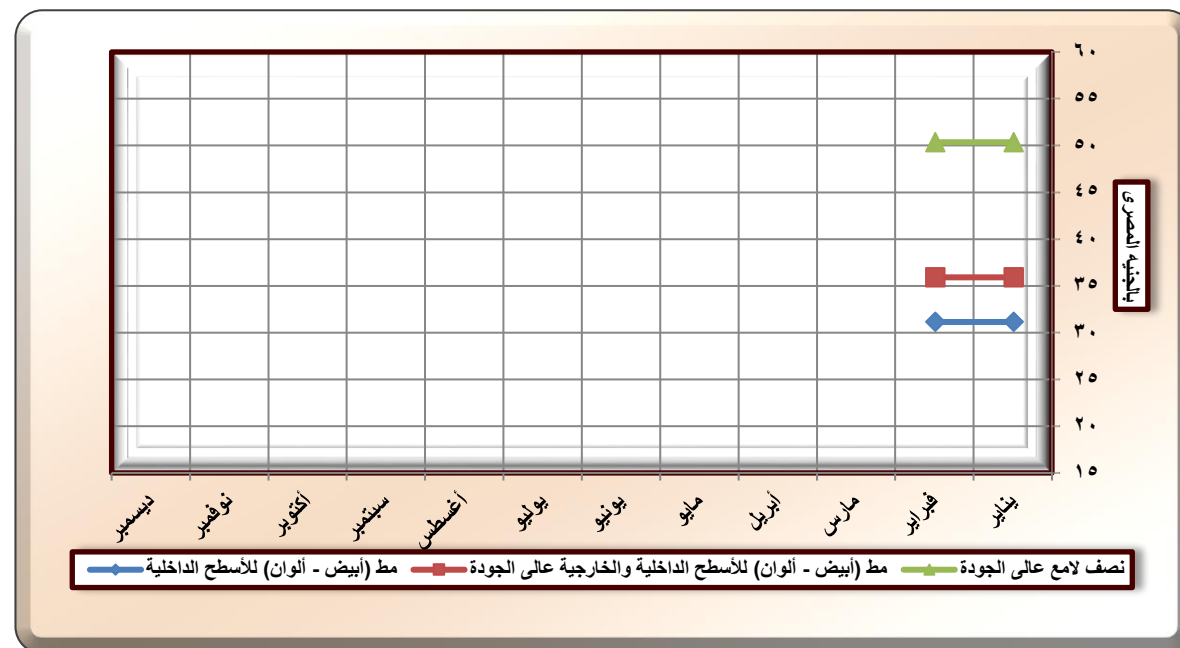 ٦٠
٥٥
٥٠
٤٥
٤٠
٣٥
٣٠
٢٥
٢٠
١٥
بالجنيه المصرى
يناير
فبراير
مارس
أبريل
مايو
يونيو
يوليو
أغسطس
سبتمبر
أكتوبر
نوفمبر
ديسمبر
نصف لامع عالى الجودة
مط (أبيض - ألوان) للأسطح الداخلية والخارجية عالى الجودة
مط (أبيض - ألوان) للأسطح الداخلية